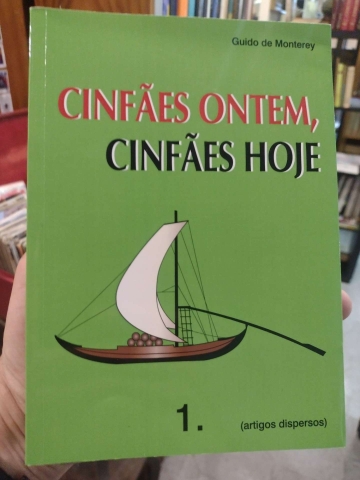 Guido de Monterey
CINFÃES ONTEM,
CINFÃES HOJE
1.
(artigos dispersos)